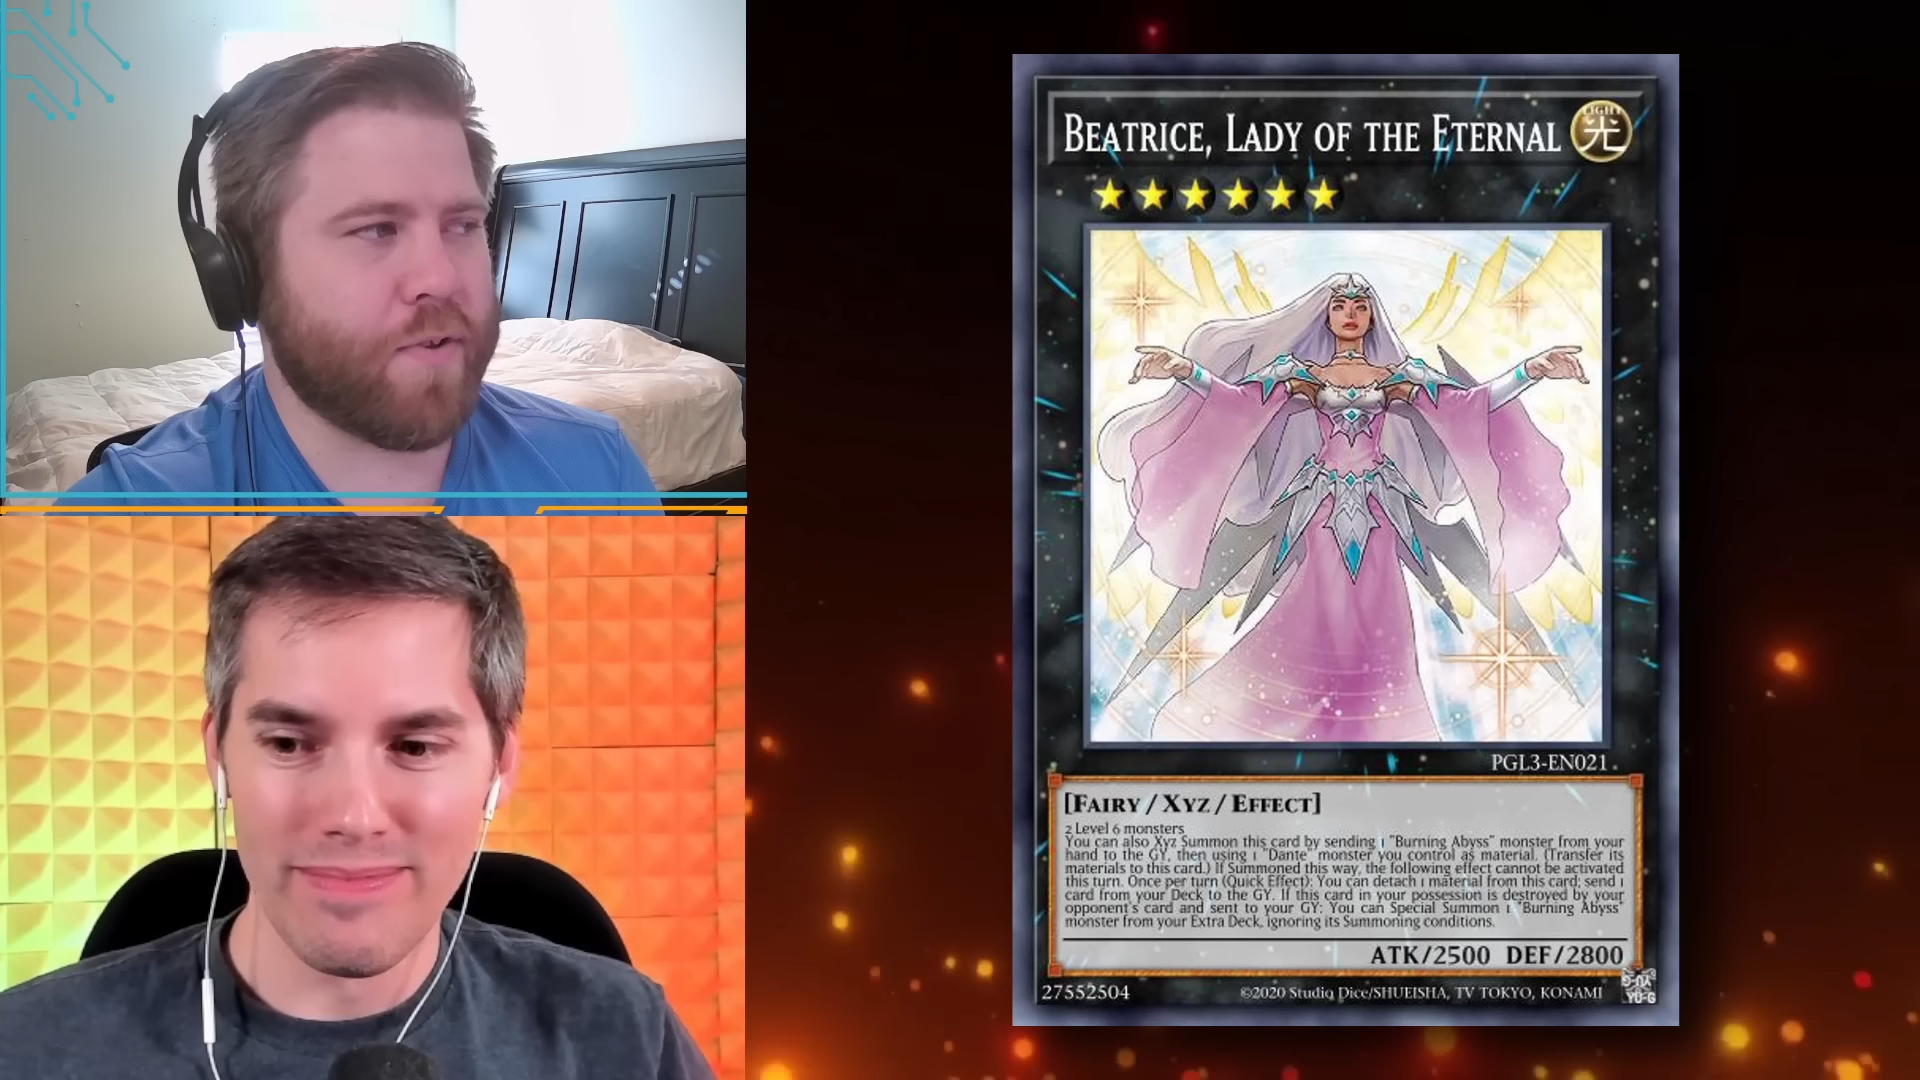 BEATRICE, LADY OF THE ETERNAL
LIGHT
光
PGL3-EN021
[FAIRY / XYZ / EFFECT]
2 Level 6 monsters
You can also Xyz Summon this card by sending 1 "Burning Abyss" monster from your
hand to the GY, then using 1 "Dante" monster you control as material. (Transfer its
materials to this card.) If Summoned this way, the following effect cannot be activated
this turn. Once per turn (Quick Effect): You can detach 1 material from this card; send 1
card from your Deck to the GY. If this card in your possession is destroyed by your
opponent's card and sent to your GY: You can Special Summon 1 "Burning Abyss"
monster from your Extra Deck, ignoring its Summoning conditions.
ATK/2500 DEF/2800
27552504
©2020 Studio Dice/SHUEISHA, TV TOKYO, KONAMI